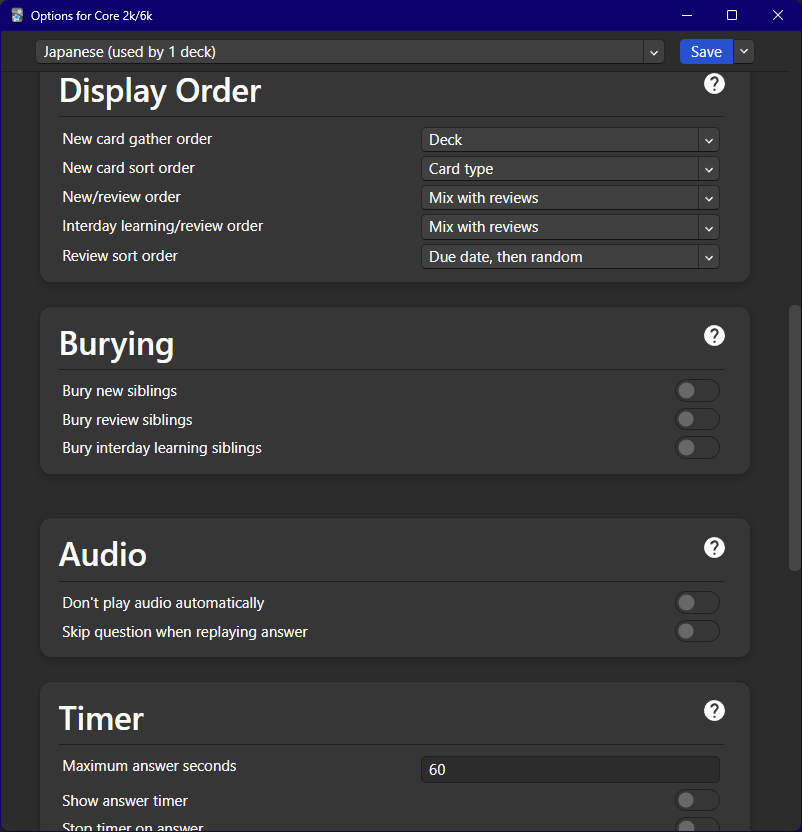 Options for Core 2k/6k
Japanese (used by 1 deck)
Save
Display Order
?
New card gather order
Deck
New card sort order
Card type
New/review order
Mix with reviews
Interday learning/review order
Mix with reviews
Review sort order
Due date, then random
Burying
?
Bury new siblings
Bury review siblings
Bury interday learning siblings
Audio
?
Don't play audio automatically
Skip question when replaying answer
Timer
?
Maximum answer seconds
60
Show answer timer
Stop timer on answer